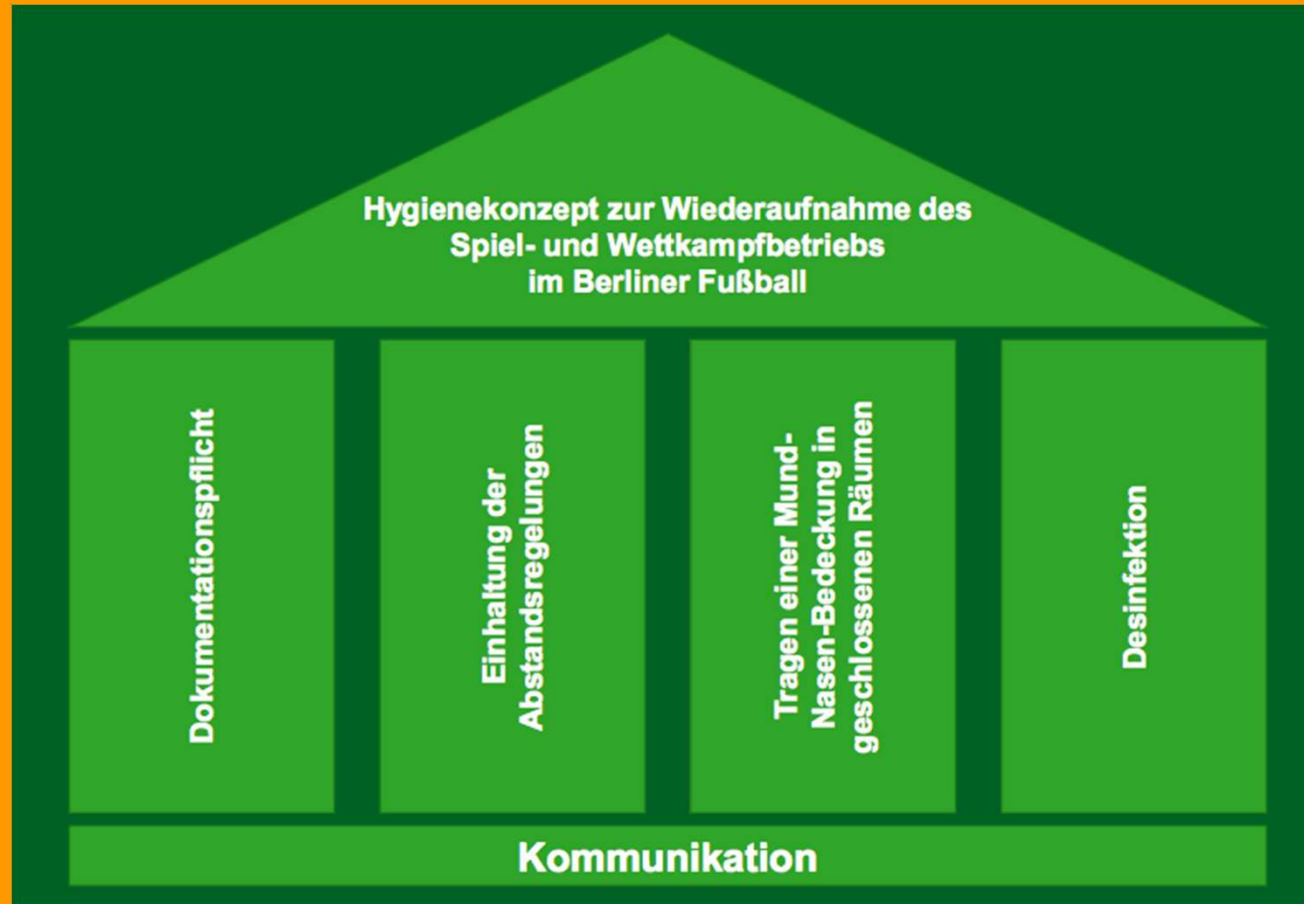 Hygienekonzept zur Wiederaufnahme des
Spiel- und Wettkampfbetriebs
im Berliner Fußball
Dokumentationspflicht
Einhaltung der
Abstandsregelungen
Tragen einer Mund-
Nasen-Bedeckung in
geschlossenen Räumen
Desinfektion
Kommunikation